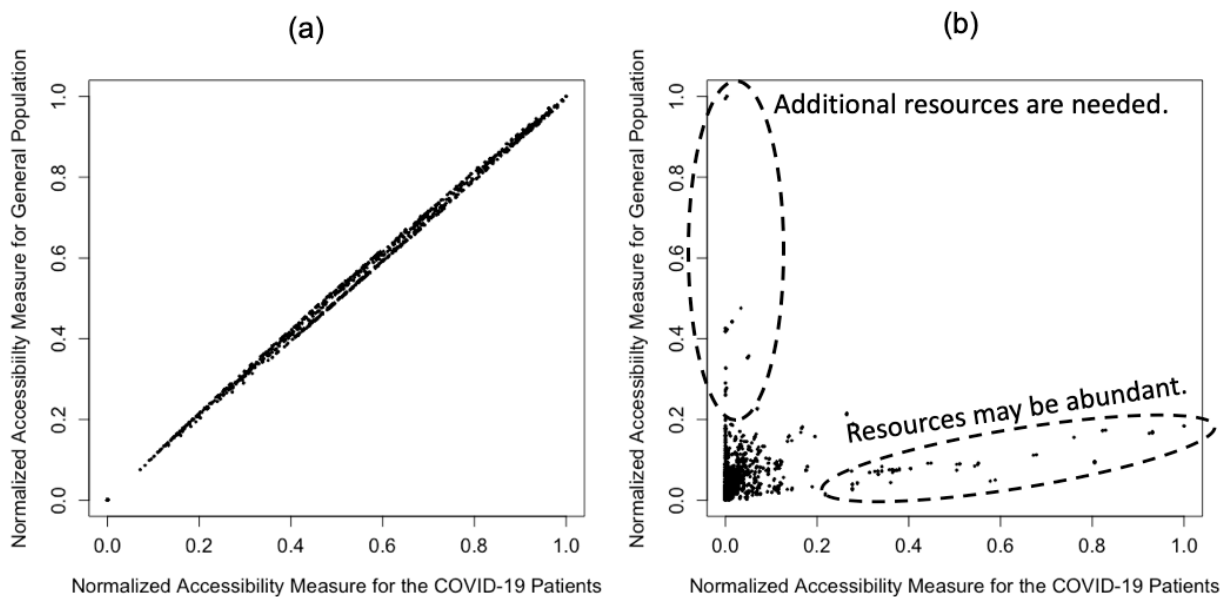 (a)
Normalized Accessibility Measure for General Population
1.0
0.8
0.6
0.4
0.2
0.0
0.0 0.2 0.4 0.6 0.8 1.0
Normalized Accessibility Measure for the COVID-19 Patients
(b)
Normalized Accessibility Measure for General Population
1.0
0.8
0.6
0.4
0.2
0.0
Additional resources are needed.
Resources may be abundant.
0.0 0.2 0.4 0.6 0.8 1.0
Normalized Accessibility Measure for the COVID-19 Patients